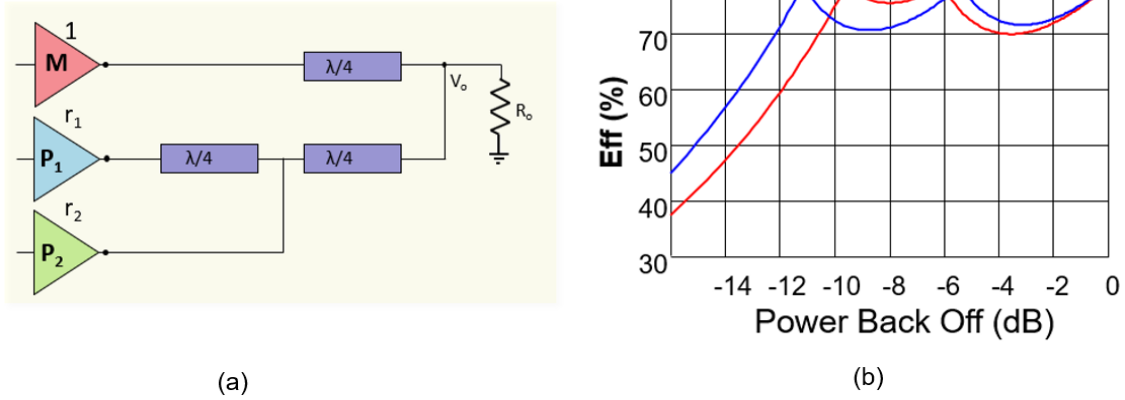 1
M
λ/4
Vₒ
Rₒ
r₁
P₁
λ/4
λ/4
r₂
P₂
(a)
Eff (%)
70
60
50
40
30
-14 -12 -10 -8 -6 -4 -2 0
Power Back Off (dB)
(b)